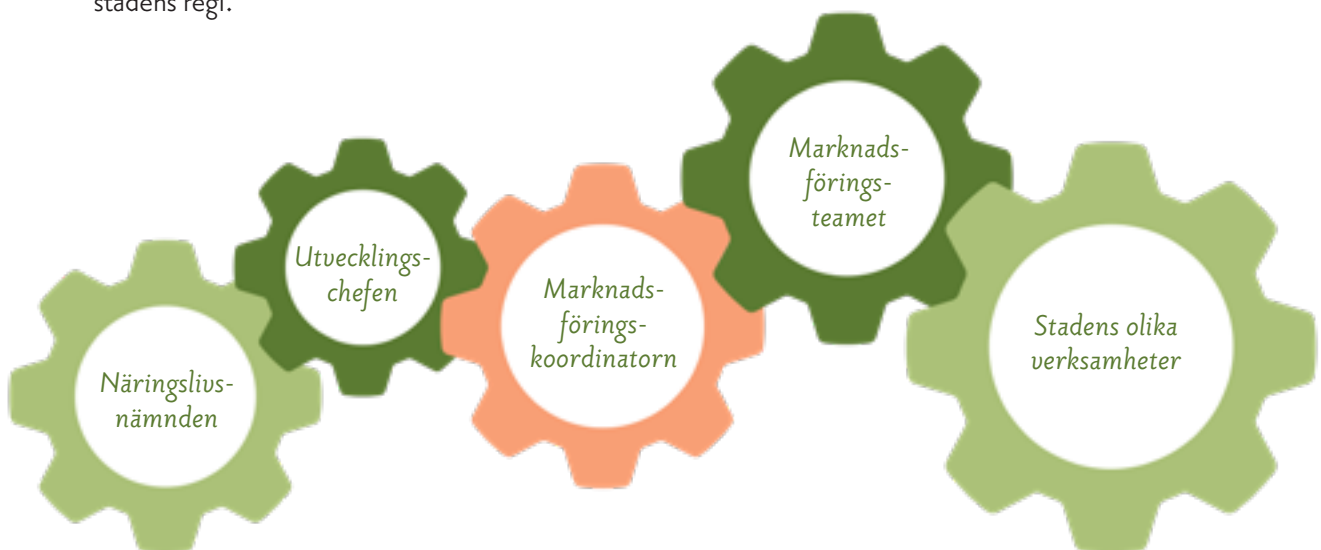 stadens regi.
Näringslivs-
nämnden
Utvecklings-
chefen
Marknads-
förings-
koordinatorn
Marknads-
förings-
teamet
Stadens olika
verksamheter